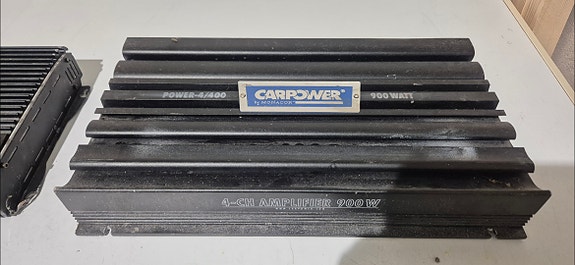 POWER-4/400 CARPOWER® 900 WATT
by MONACOR®
4-CH AMPLIFIER 900 W